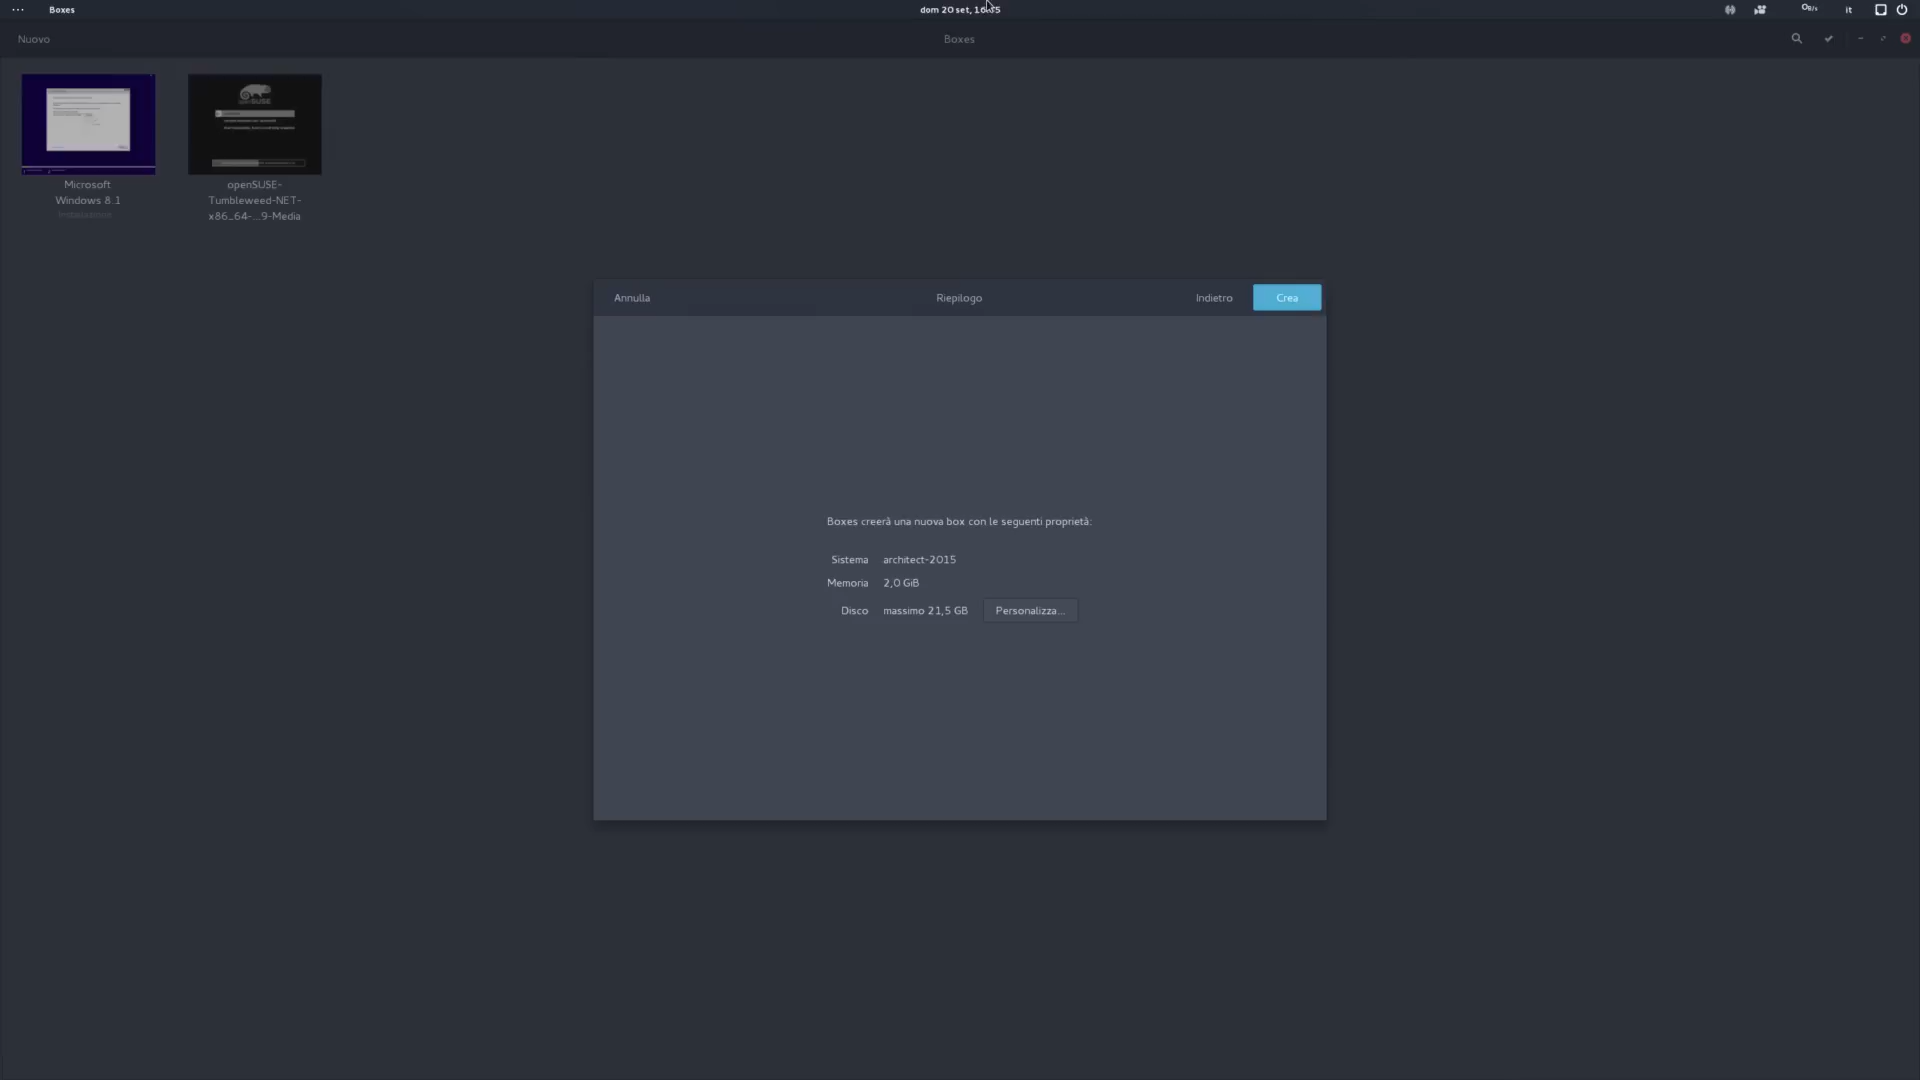 Boxes
dom 20 set,
it
Nuovo
Boxes
openSUSE
Microsoft
Windows 8.1
Installazione
openSUSE-
Tumbleweed-NET-
x86_64-...9-Media
Annulla
Riepilogo
Indietro
Crea
Boxes creerà una nuova box con le seguenti proprietà:
Sistema architect-2015
Memoria 2,0 GiB
Disco massimo 21,5 GB Personalizza...